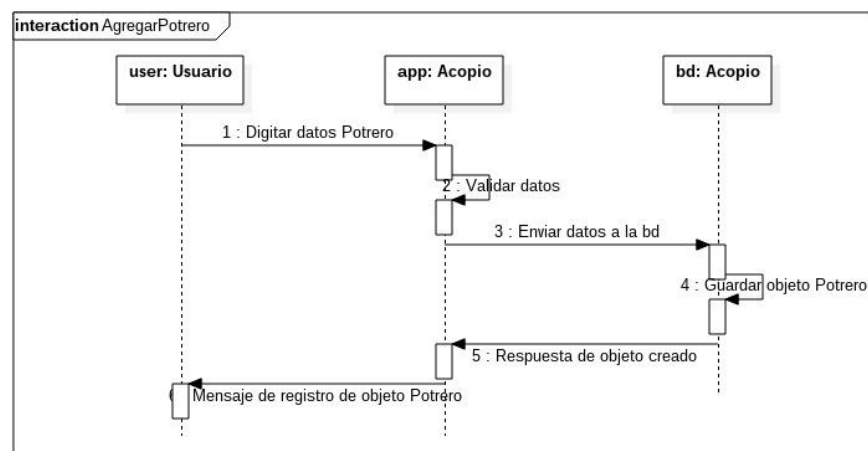 interaction AgregarPotrero
user: Usuario
app: Acopio
bd: Acopio
1 : Digitar datos Potrero
2 : Validar datos
3 : Enviar datos a la bd
4 : Guardar objeto Potrero
5 : Respuesta de objeto creado
6 : Mensaje de registro de objeto Potrero